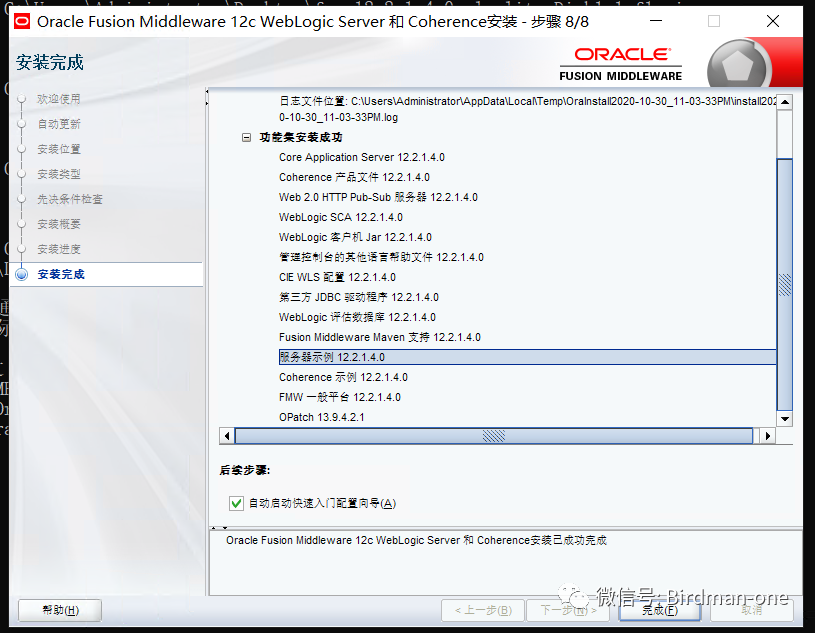 Oracle Fusion Middleware 12c WebLogic Server 和 Coherence安装 - 步骤 8/8
安装完成
ORACLE
FUSION MIDDLEWARE
欢迎使用
自动更新
安装位置
安装类型
先决条件检查
安装概要
安装进度
安装完成
日志文件位置: C:\Users\Administrator\AppData\Local\Temp\OraInstall2020-10-30_11-03-33PM\install202
0-10-30_11-03-33PM.log
功能集安装成功
Core Application Server 12.2.1.4.0
Coherence 产品文件 12.2.1.4.0
Web 2.0 HTTP Pub-Sub 服务器 12.2.1.4.0
WebLogic SCA 12.2.1.4.0
WebLogic 客户机 Jar 12.2.1.4.0
管理控制台的其他语言帮助文件 12.2.1.4.0
CIE WLS 配置 12.2.1.4.0
第三方 JDBC 驱动程序 12.2.1.4.0
WebLogic 评估数据库 12.2.1.4.0
Fusion Middleware Maven 支持 12.2.1.4.0
服务器示例 12.2.1.4.0
Coherence 示例 12.2.1.4.0
FMW 一般平台 12.2.1.4.0
OPatch 13.9.4.2.1
后续步骤:
自动启动快速入门配置向导(A)
Oracle Fusion Middleware 12c WebLogic Server 和 Coherence安装已成功完成
微信号: Birdman-one
帮助(H)
< 上一步(B)
下一步(N) >
完成(F)
取消